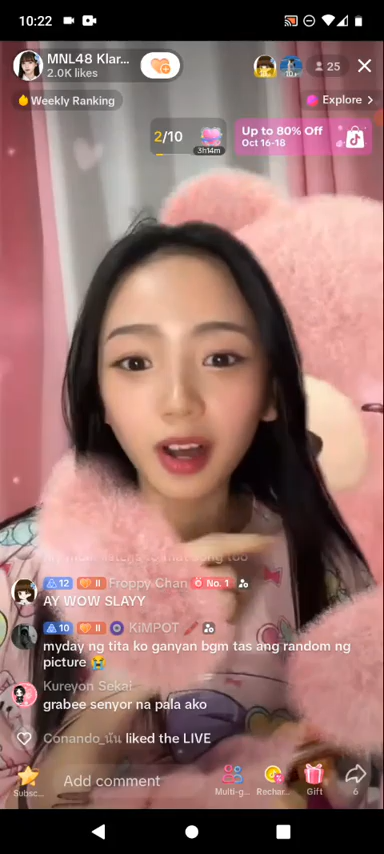 10:22
MNL48 Klar...
2.0K likes
25
Weekly Ranking
Explore >
2/10
3h14m
Up to 80% Off
Oct 16-18
12 II Froppy Chan No. 1
AY WOW SLAYY
10 II KiMPOT
myday ng tita ko ganyan bgm tas ang random ng
picture 😭
Kureyon Sekai
grabee senyor na pala ako
Conando_นัน liked the LIVE
Subsc...
Add comment
Multi-g...
Rechar...
Gift
6